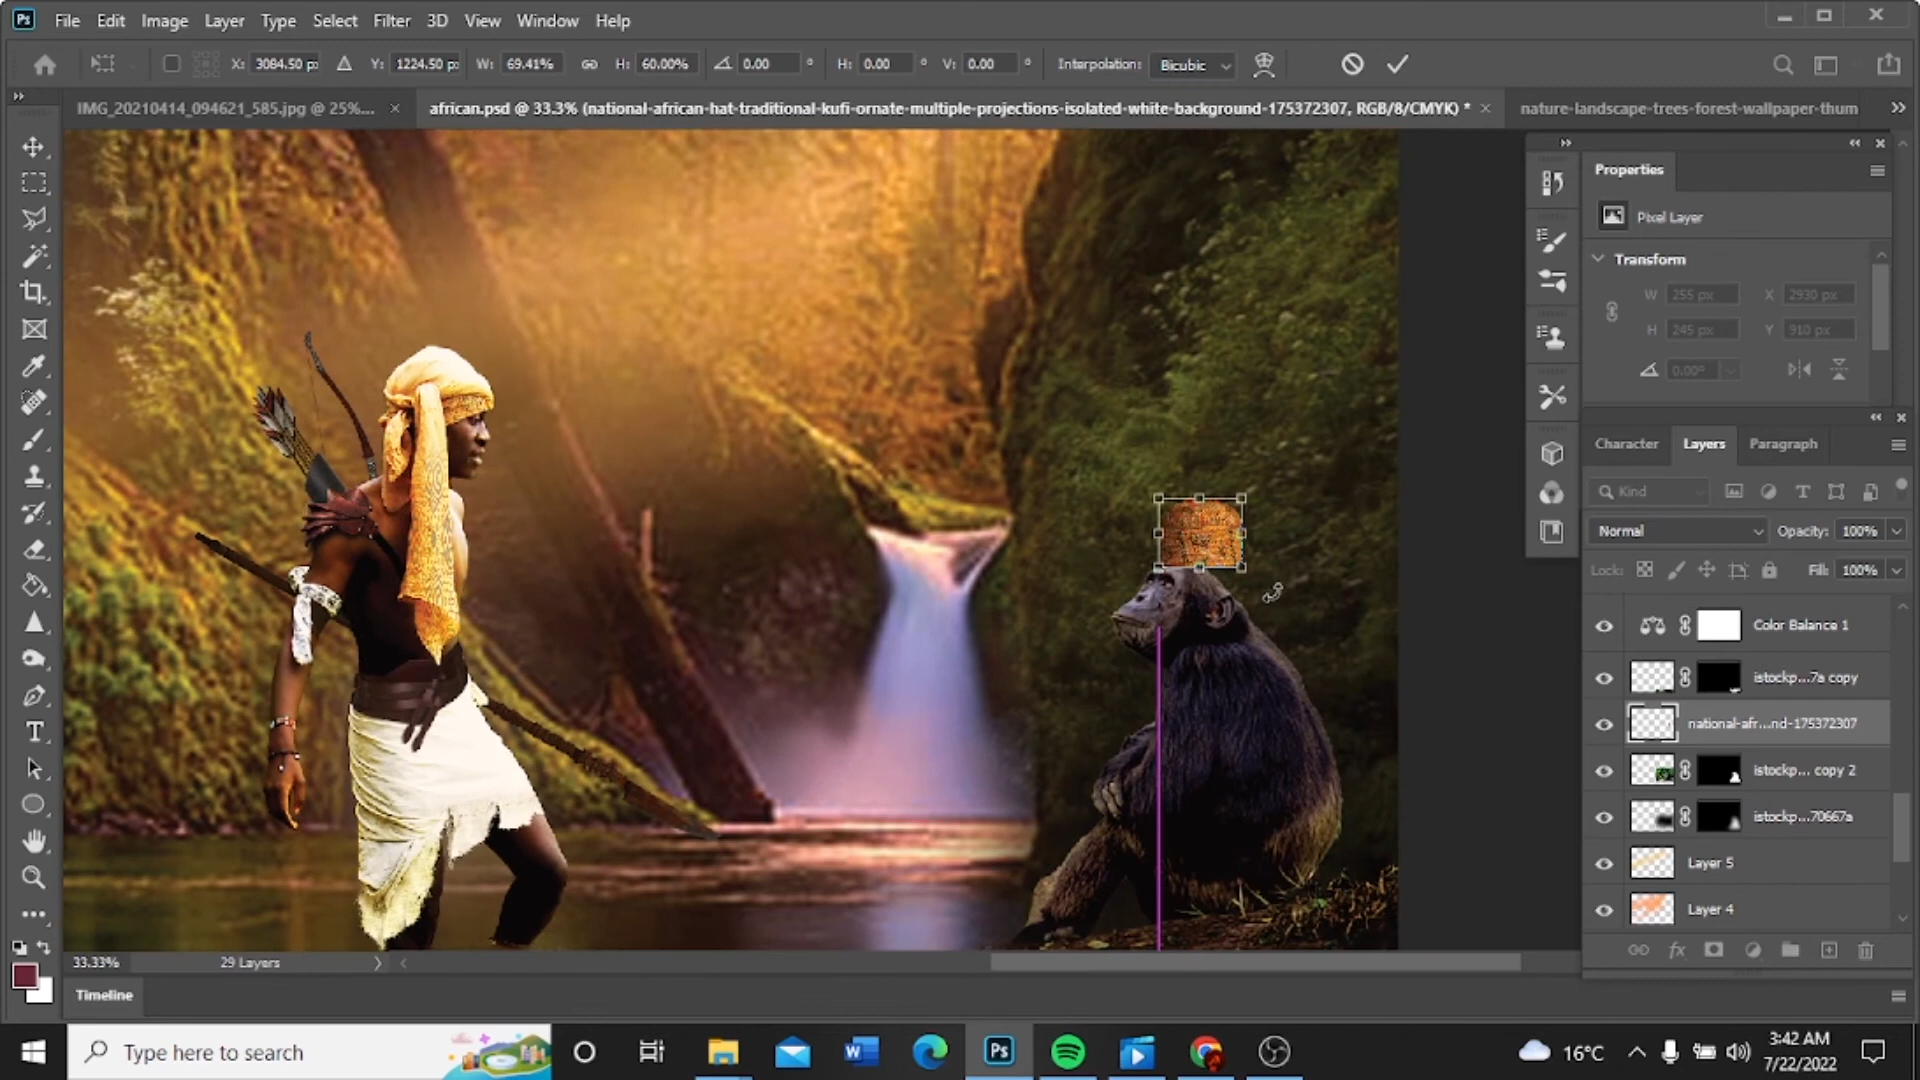 Ps File Edit Image Layer Type Select Filter 3D View Window Help
X: 3084.50 p Y: 1224.50 p W: 69.41% H: 60.00% 0.00 ° H: 0.00 ° V: 0.00 ° Interpolation: Bicubic
IMG_20210414_094621_585.jpg @ 25%... × african.psd @ 33.3% (national-african-hat-traditional-kufi-ornate-multiple-projections-isolated-white-background-175372307, RGB/8/CMYK) * × nature-landscape-trees-forest-wallpaper-thum
Properties
Pixel Layer
Transform
W 255 px X 2930 px
H 245 px Y 910 px
0.00°
Character Layers Paragraph
Kind
Normal Opacity: 100%
Lock: Fill: 100%
Color Balance 1
istockp...7a copy
national-afr...nd-175372307
istockp... copy 2
istockp...70667a
Layer 5
Layer 4
33.33% 29 Layers
Timeline
Type here to search
W
Ps
16°C
3:42 AM
7/22/2022